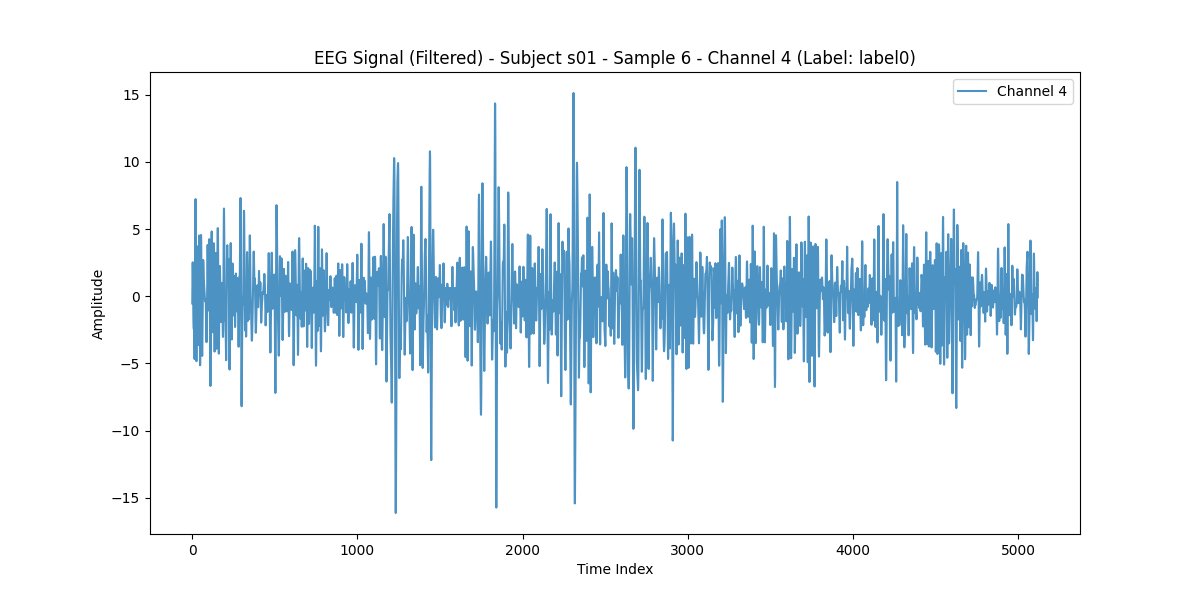 EEG Signal (Filtered) - Subject s01 - Sample 6 - Channel 4 (Label: label0)
Channel 4
15
10
5
0
−5
−10
−15
Amplitude
0 1000 2000 3000 4000 5000
Time Index